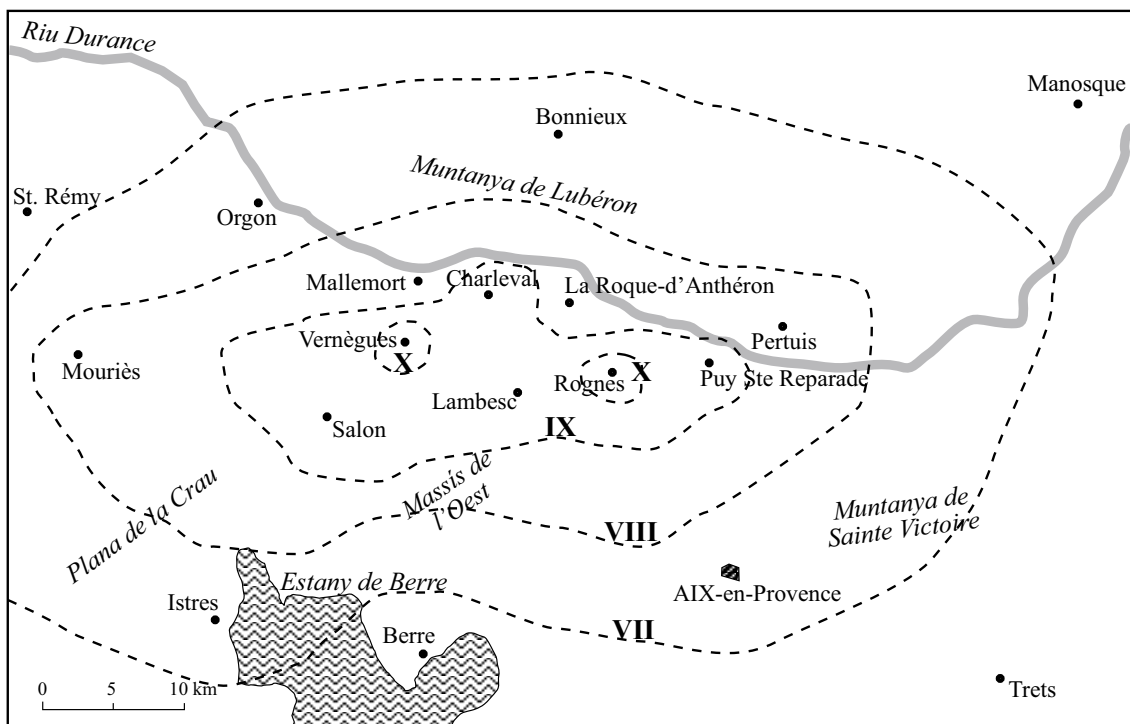 Riu Durance
Manosque
Bonnieux
Muntanya de Lubéron
St. Rémy
Orgon
Mallemort
Charleval
La Roque-d'Anthéron
Vernègues
Pertuis
X
Mouriès
Rognes
X
Puy Ste Reparade
Lambesc
Salon
IX
Massís de
l'Oest
Plana de la Crau
VIII
Muntanya de
Sainte Victoire
Estany de Berre
AIX-en-Provence
Istres
VII
Berre
0 5 10 km
Trets